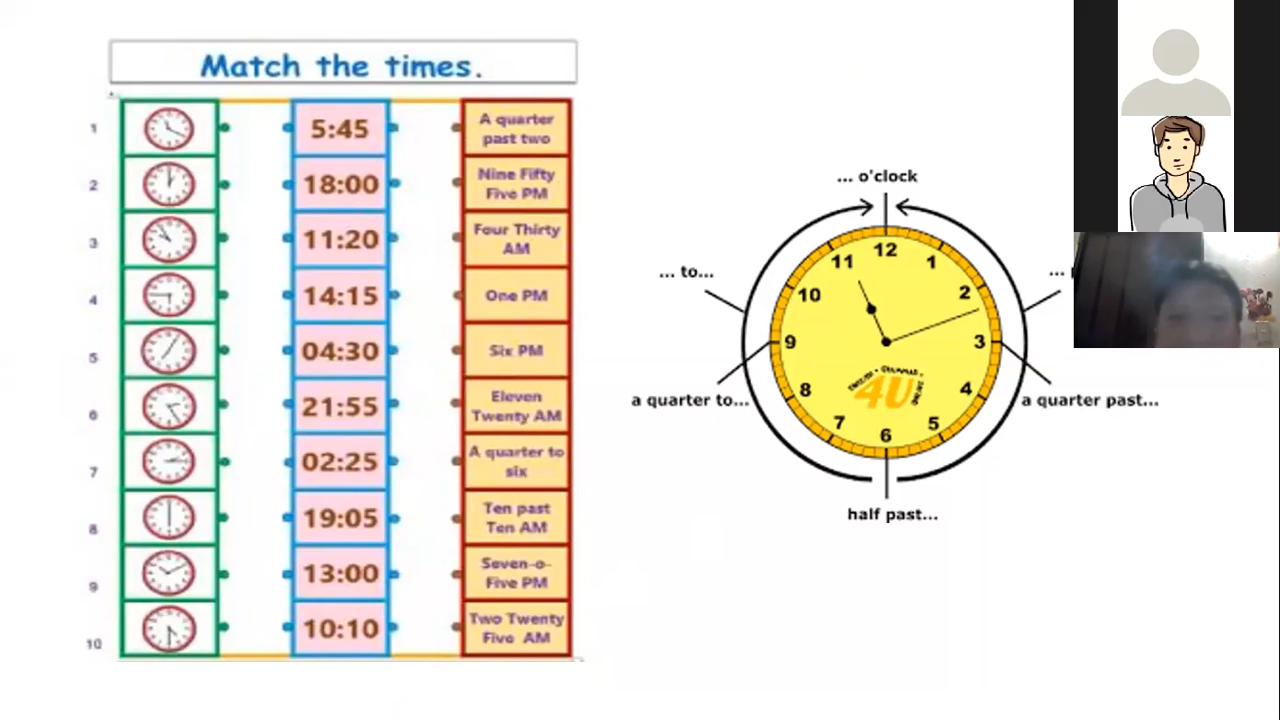 Match the times.
1
5:45
A quarter
past two
2
18:00
Nine Fifty
Five PM
3
11:20
Four Thirty
AM
4
14:15
One PM
5
04:30
Six PM
6
21:55
Eleven
Twenty AM
7
02:25
A quarter to
six
8
19:05
Ten past
Ten AM
9
13:00
Seven-o-
Five PM
10
10:10
Two Twenty
Five AM
... o'clock
... to...
...
a quarter to...
a quarter past...
half past...
12
1
2
3
4
5
6
7
8
9
10
11
4U